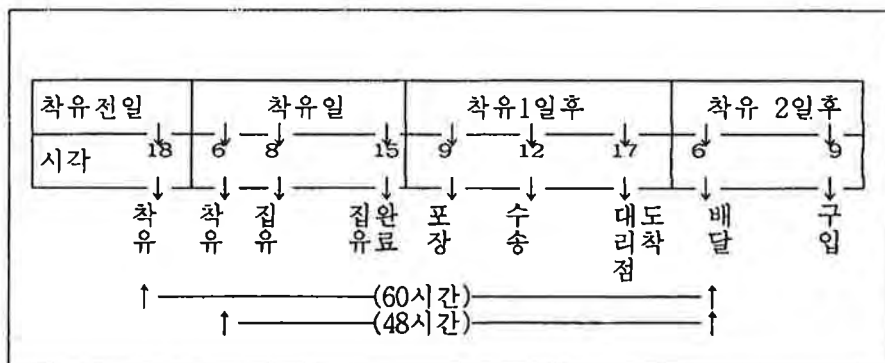 착유전일 착유일 착유1일후 착유 2일후
시각 18 6 8 15 9 12 17 6 9
착유 착유 집유 집유완료 포장 수송 대리점도착 배달 구입
(60시간)
(48시간)